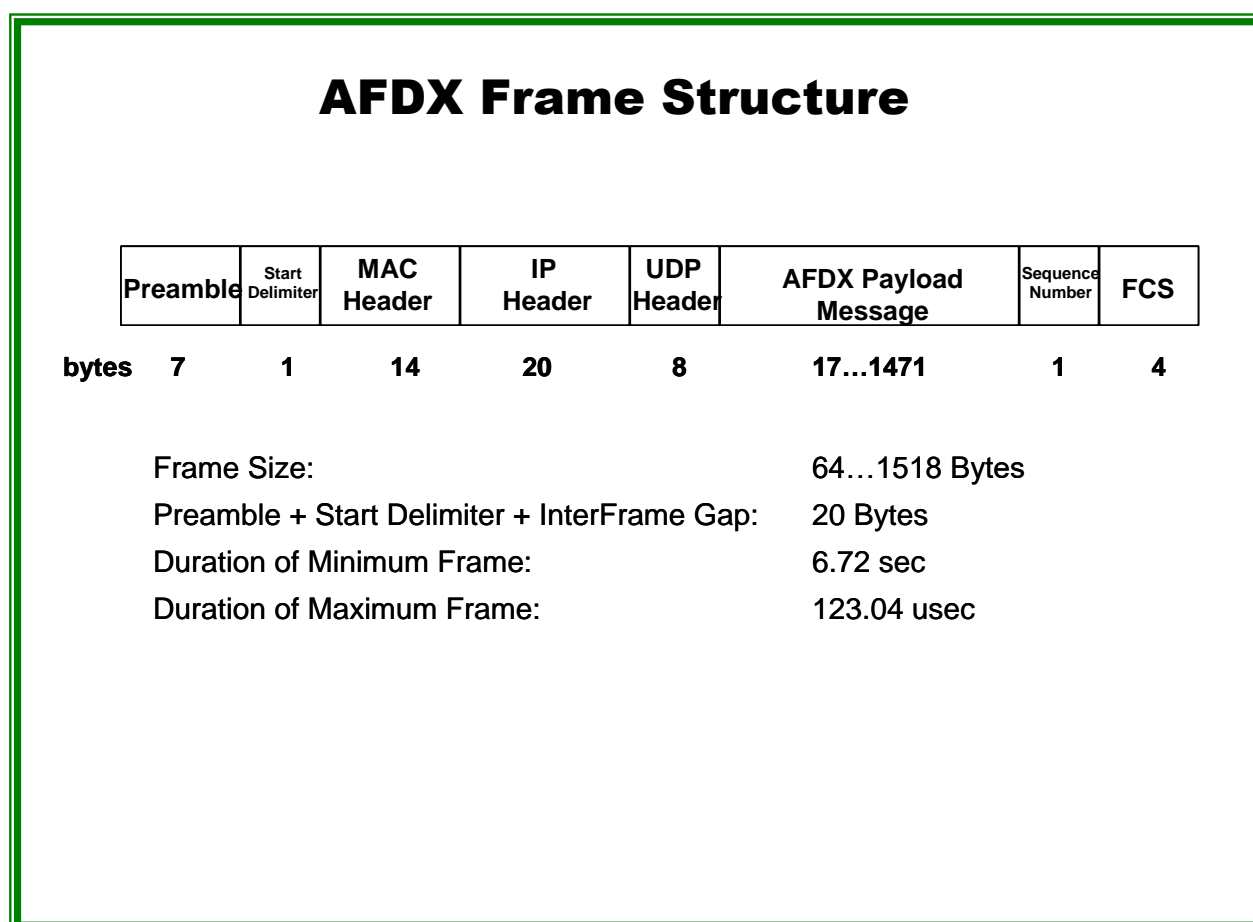 AFDX Frame Structure
Preamble Start Delimiter MAC Header IP Header UDP Header AFDX Payload Message Sequence Number FCS
bytes 7 1 14 20 8 17…1471 1 4
Frame Size: 64…1518 Bytes
Preamble + Start Delimiter + InterFrame Gap: 20 Bytes
Duration of Minimum Frame: 6.72 sec
Duration of Maximum Frame: 123.04 usec